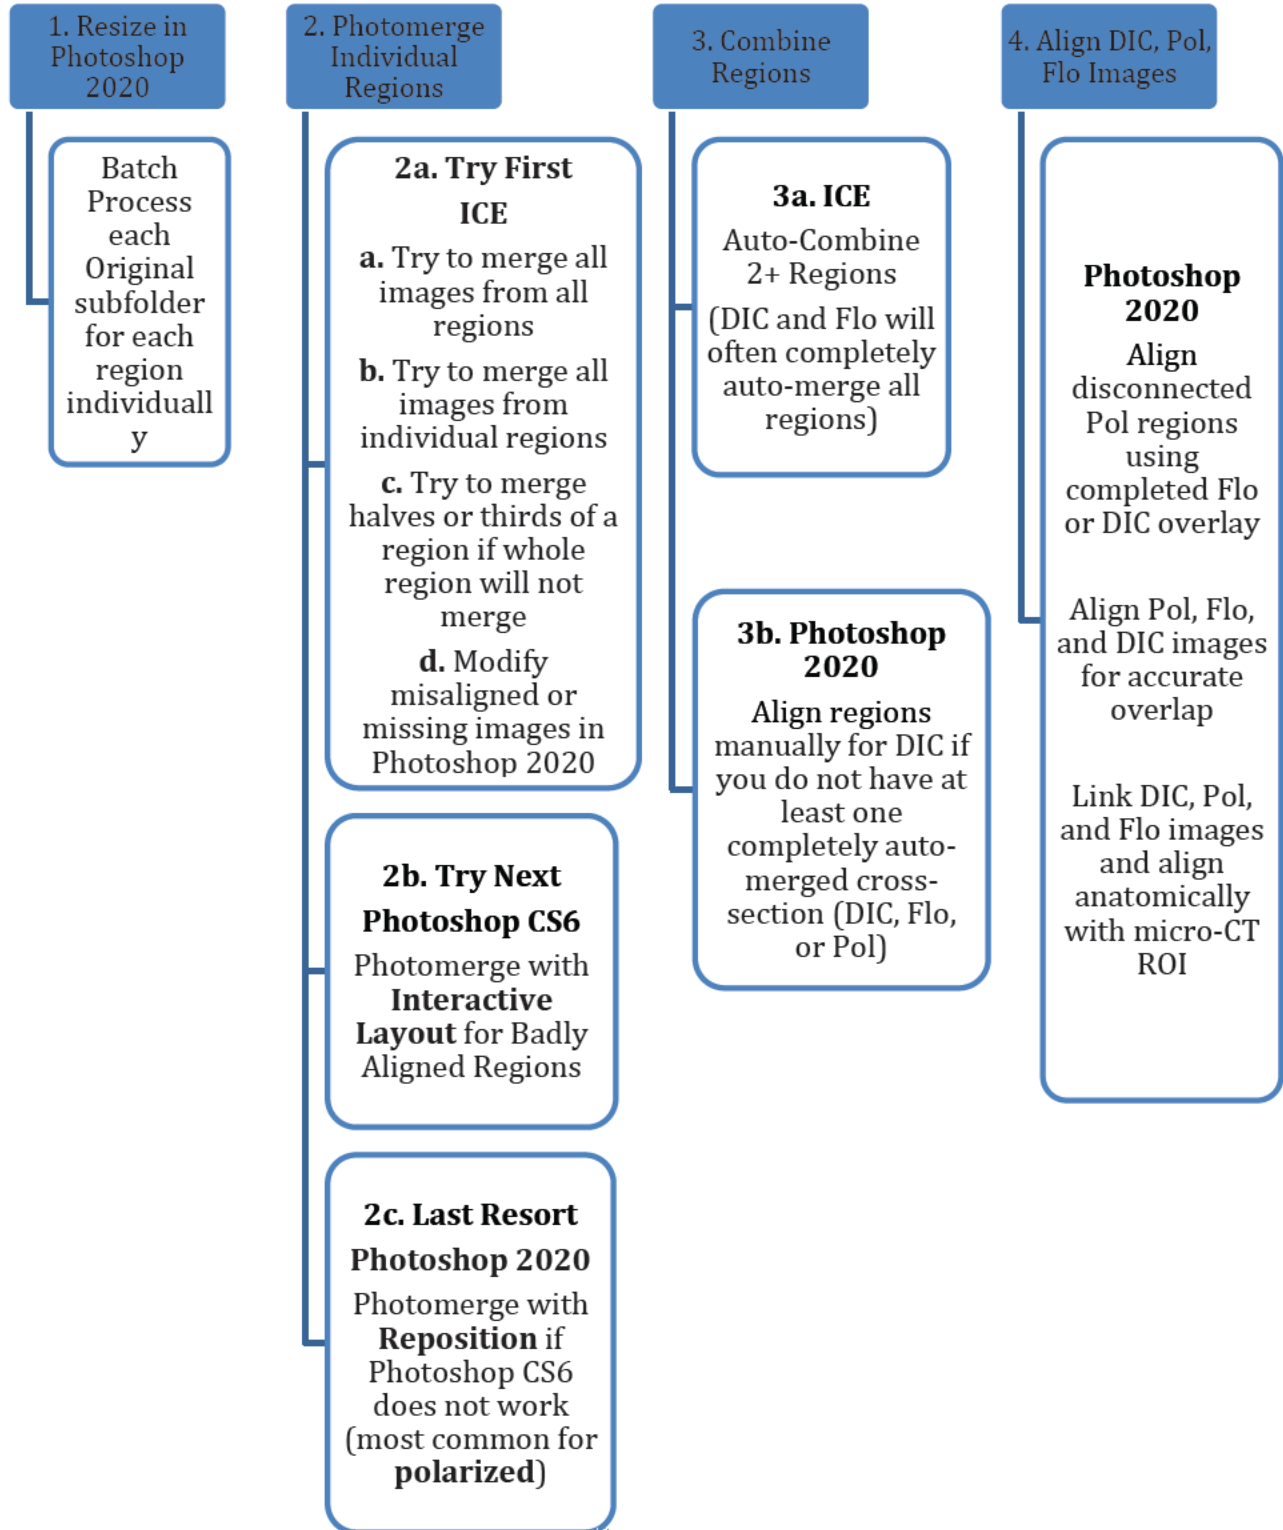 1. Resize in
Photoshop
2020
Batch
Process
each
Original
subfolder
for each
region
individuall
y
2. Photomerge
Individual
Regions
2a. Try First
ICE
a. Try to merge all
images from all
regions
b. Try to merge all
images from
individual regions
c. Try to merge
halves or thirds of a
region if whole
region will not
merge
d. Modify
misaligned or
missing images in
Photoshop 2020
2b. Try Next
Photoshop CS6
Photomerge with
Interactive
Layout for Badly
Aligned Regions
2c. Last Resort
Photoshop 2020
Photomerge with
Reposition if
Photoshop CS6
does not work
(most common for
polarized)
3. Combine
Regions
3a. ICE
Auto-Combine
2+ Regions
(DIC and Flo will
often completely
auto-merge all
regions)
3b. Photoshop
2020
Align regions
manually for DIC if
you do not have at
least one
completely auto-
merged cross-
section (DIC, Flo,
or Pol)
4. Align DIC, Pol,
Flo Images
Photoshop
2020
Align
disconnected
Pol regions
using
completed Flo
or DIC overlay
Align Pol, Flo,
and DIC images
for accurate
overlap
Link DIC, Pol,
and Flo images
and align
anatomically
with micro-CT
ROI